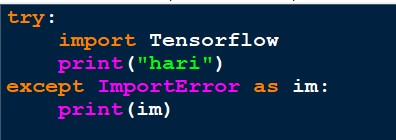 try:
    import Tensorflow
    print("hari")
except ImportError as im:
    print(im)